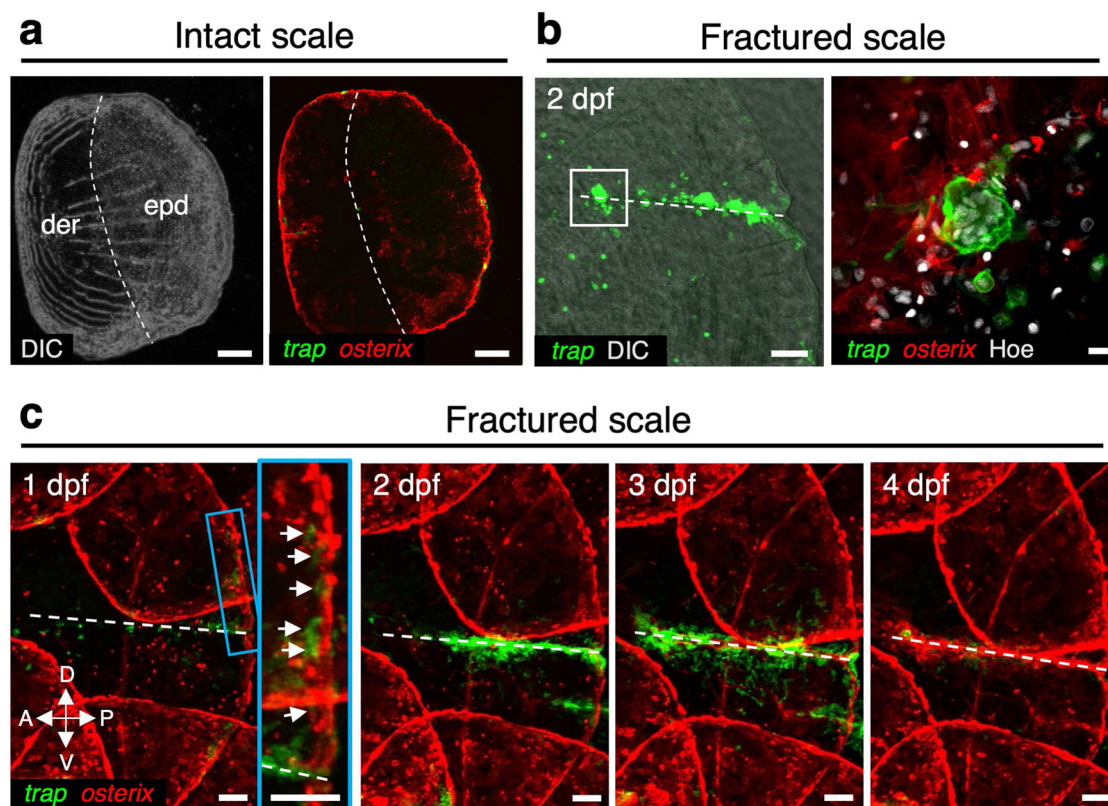 a
Intact scale
der
epd
DIC
trap osterix
b
Fractured scale
2 dpf
trap DIC
trap osterix Hoe
c
Fractured scale
1 dpf
D
A
P
V
trap osterix
2 dpf
3 dpf
4 dpf